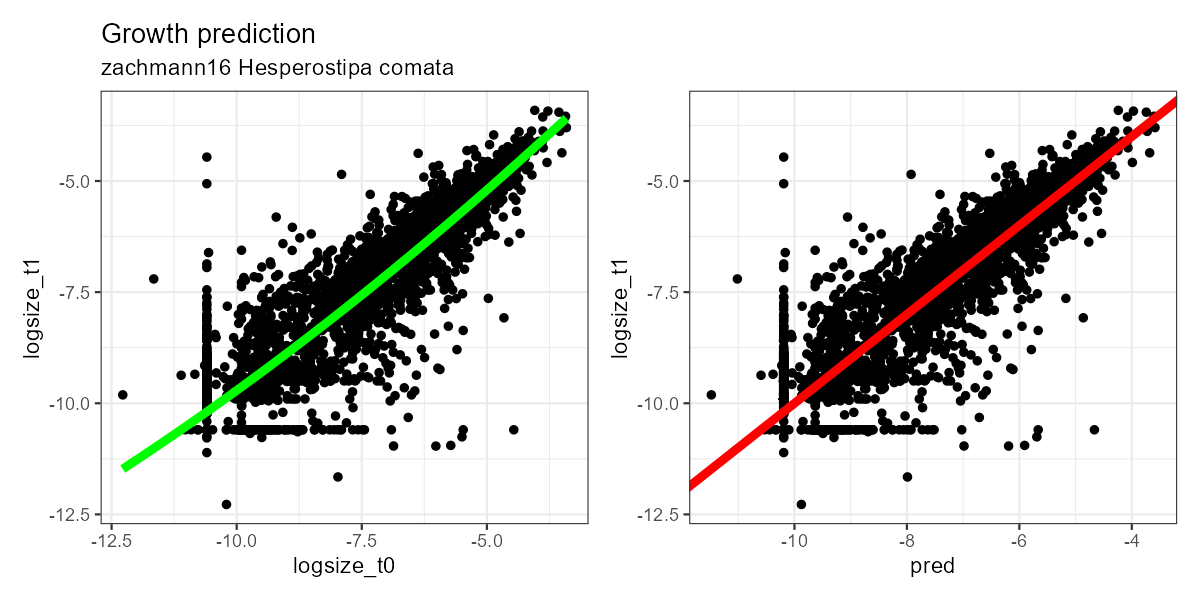 Growth prediction
zachmann16 Hesperostipa comata
logsize_t1
-5.0
-7.5
-10.0
-12.5
-12.5
-10.0
-7.5
-5.0
logsize_t0
logsize_t1
-5.0
-7.5
-10.0
-12.5
-10
-8
-6
-4
pred